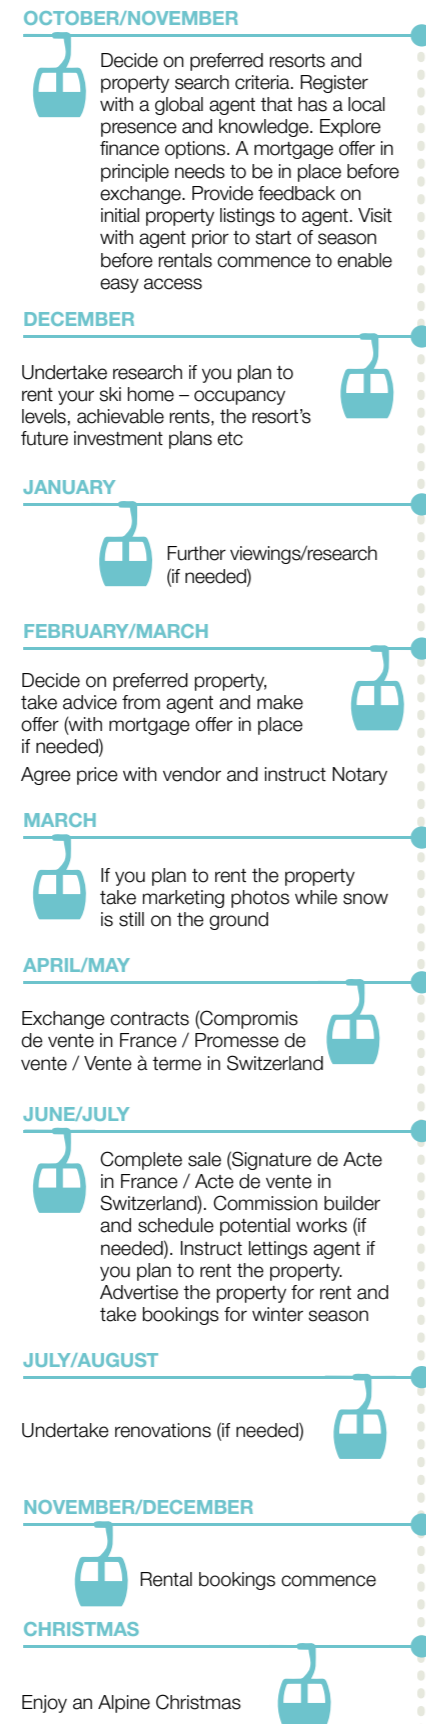 OCTOBER/NOVEMBER
Decide on preferred resorts and
property search criteria. Register
with a global agent that has a local
presence and knowledge. Explore
finance options. A mortgage offer in
principle needs to be in place before
exchange. Provide feedback on
initial property listings to agent. Visit
with agent prior to start of season
before rentals commence to enable
easy access
DECEMBER
Undertake research if you plan to
rent your ski home – occupancy
levels, achievable rents, the resort's
future investment plans etc
JANUARY
Further viewings/research
(if needed)
FEBRUARY/MARCH
Decide on preferred property,
take advice from agent and make
offer (with mortgage offer in place
if needed)
Agree price with vendor and instruct Notary
MARCH
If you plan to rent the property
take marketing photos while snow
is still on the ground
APRIL/MAY
Exchange contracts (Compromis
de vente in France / Promesse de
vente / Vente à terme in Switzerland
JUNE/JULY
Complete sale (Signature de Acte
in France / Acte de vente in
Switzerland). Commission builder
and schedule potential works (if
needed). Instruct lettings agent if
you plan to rent the property.
Advertise the property for rent and
take bookings for winter season
JULY/AUGUST
Undertake renovations (if needed)
NOVEMBER/DECEMBER
Rental bookings commence
CHRISTMAS
Enjoy an Alpine Christmas